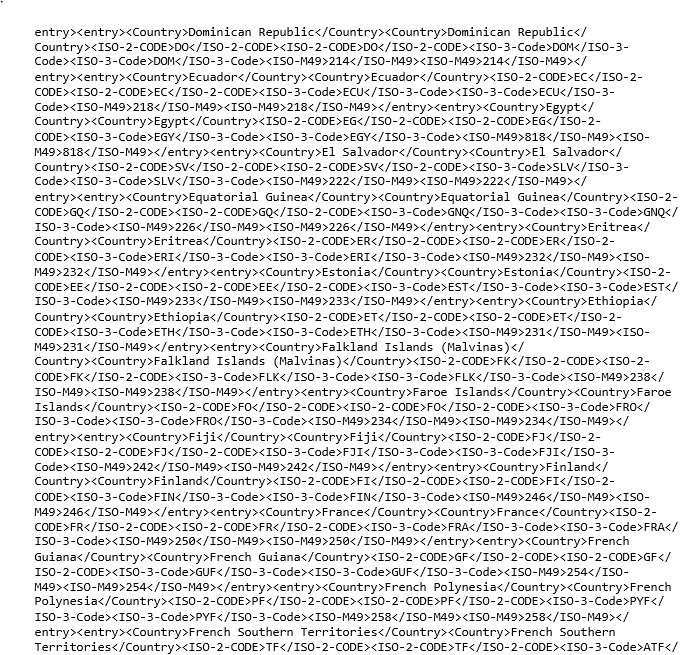 entry><entry><Country>Dominican Republic</Country><Country>Dominican Republic</
Country><ISO-2-CODE>DO</ISO-2-CODE><ISO-2-CODE>DO</ISO-2-CODE><ISO-3-Code>DOM</ISO-3-
Code><ISO-3-Code>DOM</ISO-3-Code><ISO-M49>214</ISO-M49><ISO-M49>214</ISO-M49></
entry><entry><Country>Ecuador</Country><Country>Ecuador</Country><ISO-2-CODE>EC</ISO-2-
CODE><ISO-2-CODE>EC</ISO-2-CODE><ISO-3-Code>ECU</ISO-3-Code><ISO-3-Code>ECU</ISO-3-
Code><ISO-M49>218</ISO-M49><ISO-M49>218</ISO-M49></entry><entry><Country>Egypt</
Country><Country>Egypt</Country><ISO-2-CODE>EG</ISO-2-CODE><ISO-2-CODE>EG</ISO-2-
CODE><ISO-3-Code>EGY</ISO-3-Code><ISO-3-Code>EGY</ISO-3-Code><ISO-M49>818</ISO-M49><ISO-
M49>818</ISO-M49></entry><entry><Country>El Salvador</Country><Country>El Salvador</
Country><ISO-2-CODE>SV</ISO-2-CODE><ISO-2-CODE>SV</ISO-2-CODE><ISO-3-Code>SLV</ISO-3-
Code><ISO-3-Code>SLV</ISO-3-Code><ISO-M49>222</ISO-M49><ISO-M49>222</ISO-M49></
entry><entry><Country>Equatorial Guinea</Country><Country>Equatorial Guinea</Country><ISO-2-
CODE>GQ</ISO-2-CODE><ISO-2-CODE>GQ</ISO-2-CODE><ISO-3-Code>GNQ</ISO-3-Code><ISO-3-Code>GNQ</
ISO-3-Code><ISO-M49>226</ISO-M49><ISO-M49>226</ISO-M49></entry><entry><Country>Eritrea</
Country><Country>Eritrea</Country><ISO-2-CODE>ER</ISO-2-CODE><ISO-2-CODE>ER</ISO-2-
CODE><ISO-3-Code>ERI</ISO-3-Code><ISO-3-Code>ERI</ISO-3-Code><ISO-M49>232</ISO-M49><ISO-
M49>232</ISO-M49></entry><entry><Country>Estonia</Country><Country>Estonia</Country><ISO-2-
CODE>EE</ISO-2-CODE><ISO-2-CODE>EE</ISO-2-CODE><ISO-3-Code>EST</ISO-3-Code><ISO-3-Code>EST</
ISO-3-Code><ISO-M49>233</ISO-M49><ISO-M49>233</ISO-M49></entry><entry><Country>Ethiopia</
Country><Country>Ethiopia</Country><ISO-2-CODE>ET</ISO-2-CODE><ISO-2-CODE>ET</ISO-2-
CODE><ISO-3-Code>ETH</ISO-3-Code><ISO-3-Code>ETH</ISO-3-Code><ISO-M49>231</ISO-M49><ISO-
M49>231</ISO-M49></entry><entry><Country>Falkland Islands (Malvinas)</
Country><Country>Falkland Islands (Malvinas)</Country><ISO-2-CODE>FK</ISO-2-CODE><ISO-2-
CODE>FK</ISO-2-CODE><ISO-3-Code>FLK</ISO-3-Code><ISO-3-Code>FLK</ISO-3-Code><ISO-M49>238</
ISO-M49><ISO-M49>238</ISO-M49></entry><entry><Country>Faroe Islands</Country><Country>Faroe
Islands</Country><ISO-2-CODE>FO</ISO-2-CODE><ISO-2-CODE>FO</ISO-2-CODE><ISO-3-Code>FRO</
ISO-3-Code><ISO-3-Code>FRO</ISO-3-Code><ISO-M49>234</ISO-M49><ISO-M49>234</ISO-M49></
entry><entry><Country>Fiji</Country><Country>Fiji</Country><ISO-2-CODE>FJ</ISO-2-
CODE><ISO-2-CODE>FJ</ISO-2-CODE><ISO-3-Code>FJI</ISO-3-Code><ISO-3-Code>FJI</ISO-3-
Code><ISO-M49>242</ISO-M49><ISO-M49>242</ISO-M49></entry><entry><Country>Finland</
Country><Country>Finland</Country><ISO-2-CODE>FI</ISO-2-CODE><ISO-2-CODE>FI</ISO-2-
CODE><ISO-3-Code>FIN</ISO-3-Code><ISO-3-Code>FIN</ISO-3-Code><ISO-M49>246</ISO-M49><ISO-
M49>246</ISO-M49></entry><entry><Country>France</Country><Country>France</Country><ISO-2-
CODE>FR</ISO-2-CODE><ISO-2-CODE>FR</ISO-2-CODE><ISO-3-Code>FRA</ISO-3-Code><ISO-3-Code>FRA</
ISO-3-Code><ISO-M49>250</ISO-M49><ISO-M49>250</ISO-M49></entry><entry><Country>French
Guiana</Country><Country>French Guiana</Country><ISO-2-CODE>GF</ISO-2-CODE><ISO-2-CODE>GF</
ISO-2-CODE><ISO-3-Code>GUF</ISO-3-Code><ISO-3-Code>GUF</ISO-3-Code><ISO-M49>254</ISO-
M49><ISO-M49>254</ISO-M49></entry><entry><Country>French Polynesia</Country><Country>French
Polynesia</Country><ISO-2-CODE>PF</ISO-2-CODE><ISO-2-CODE>PF</ISO-2-CODE><ISO-3-Code>PYF</
ISO-3-Code><ISO-3-Code>PYF</ISO-3-Code><ISO-M49>258</ISO-M49><ISO-M49>258</ISO-M49></
entry><entry><Country>French Southern Territories</Country><Country>French Southern
Territories</Country><ISO-2-CODE>TF</ISO-2-CODE><ISO-2-CODE>TF</ISO-2-CODE><ISO-3-Code>ATF</